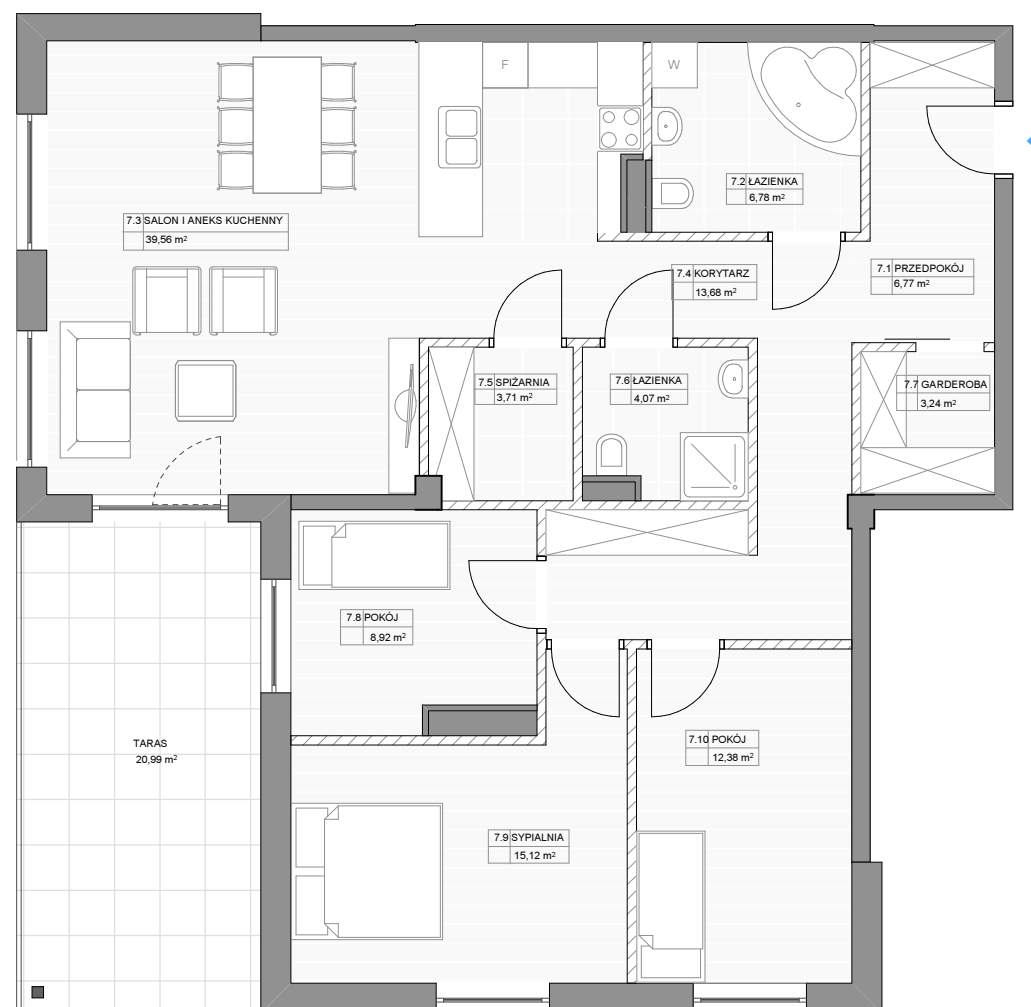 F
W
7.2 ŁAZIENKA
6,78 m²
7.3 SALON I ANEKS KUCHENNY
39,56 m²
7.4 KORYTARZ
13,68 m²
7.1 PRZEDPOKÓJ
6,77 m²
7.5 SPIŻARNIA
3,71 m²
7.6 ŁAZIENKA
4,07 m²
7.7 GARDEROBA
3,24 m²
7.8 POKÓJ
8,92 m²
TARAS
20,99 m²
7.10 POKÓJ
12,38 m²
7.9 SYPIALNIA
15,12 m²